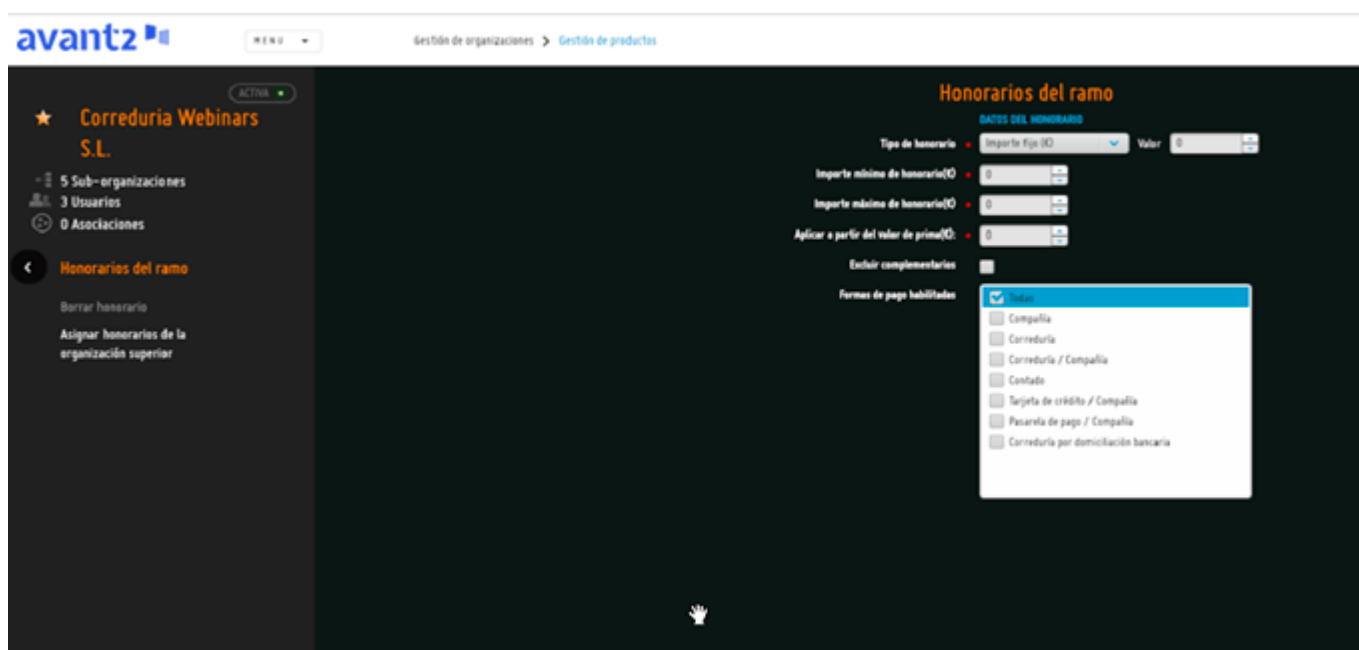 avant2
MENU
Gestión de organizaciones > Gestión de productos
ACTIVA
Correduria Webinars
S.L.
5 Sub-organizaciones
3 Usuarios
0 Asociaciones
Honorarios del ramo
Borrar honorario
Asignar honorarios de la
organización superior
Honorarios del ramo
DATOS DEL HONORARIO
Tipo de honorario Importe fijo (€) Valor 0
Importe mínimo de honorario(€) 0
Importe máximo de honorario(€) 0
Aplicar a partir del valor de prima(€): 0
Excluir complementarios
Formas de pago habilitadas
Todas
Compañía
Correduría
Correduría / Compañía
Contado
Tarjeta de crédito / Compañía
Pasarela de pago / Compañía
Correduría por domiciliación bancaria